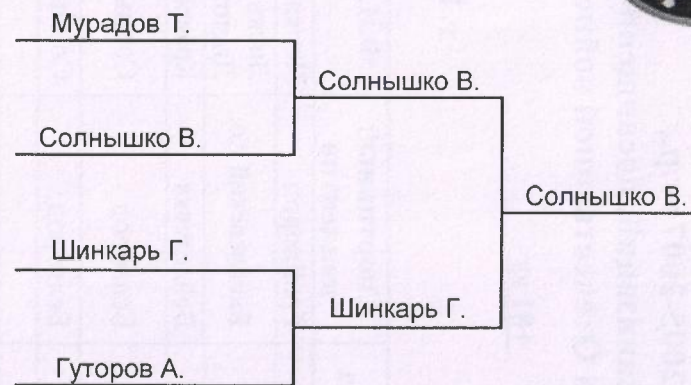 Мурадов Т.
Солнышко В.
Солнышко В.
Солнышко В.
Шинкарь Г.
Шинкарь Г.
Гуторов А.